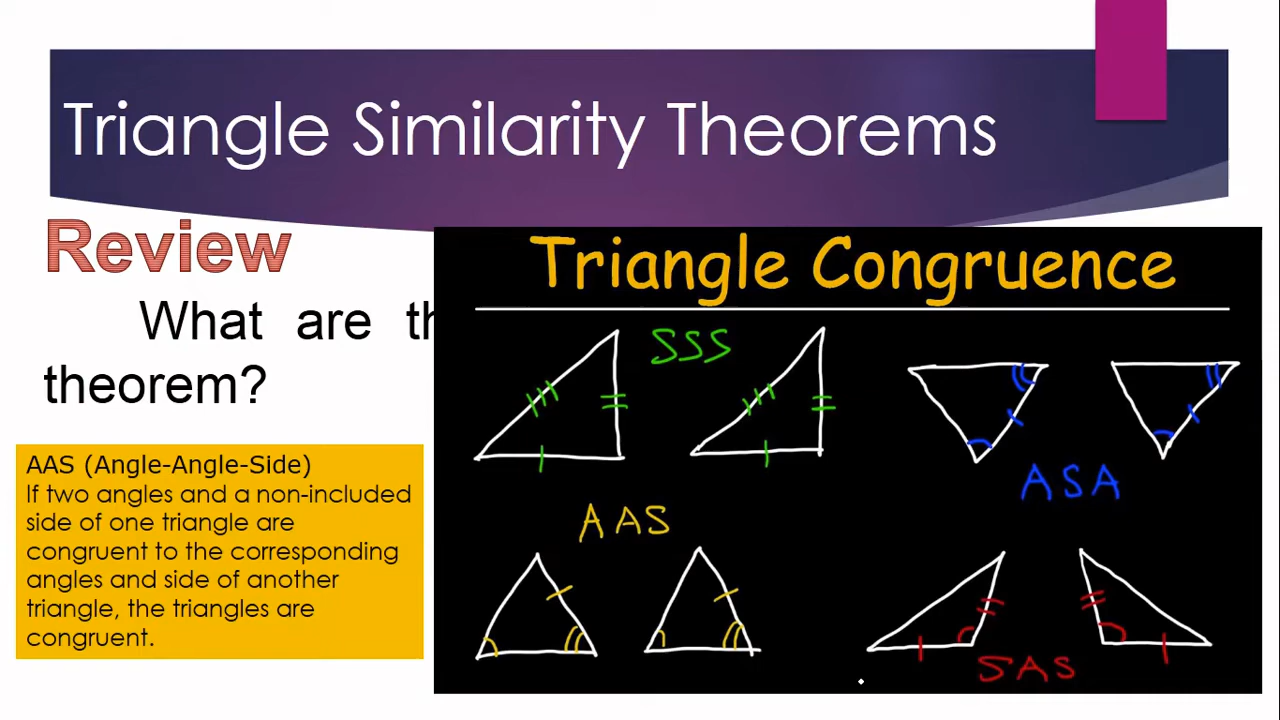 Triangle Similarity Theorems
Review
What are th
theorem?
AAS (Angle-Angle-Side)
If two angles and a non-included
side of one triangle are
congruent to the corresponding
angles and side of another
triangle, the triangles are
congruent.
Triangle Congruence
SSS
ASA
AAS
SAS